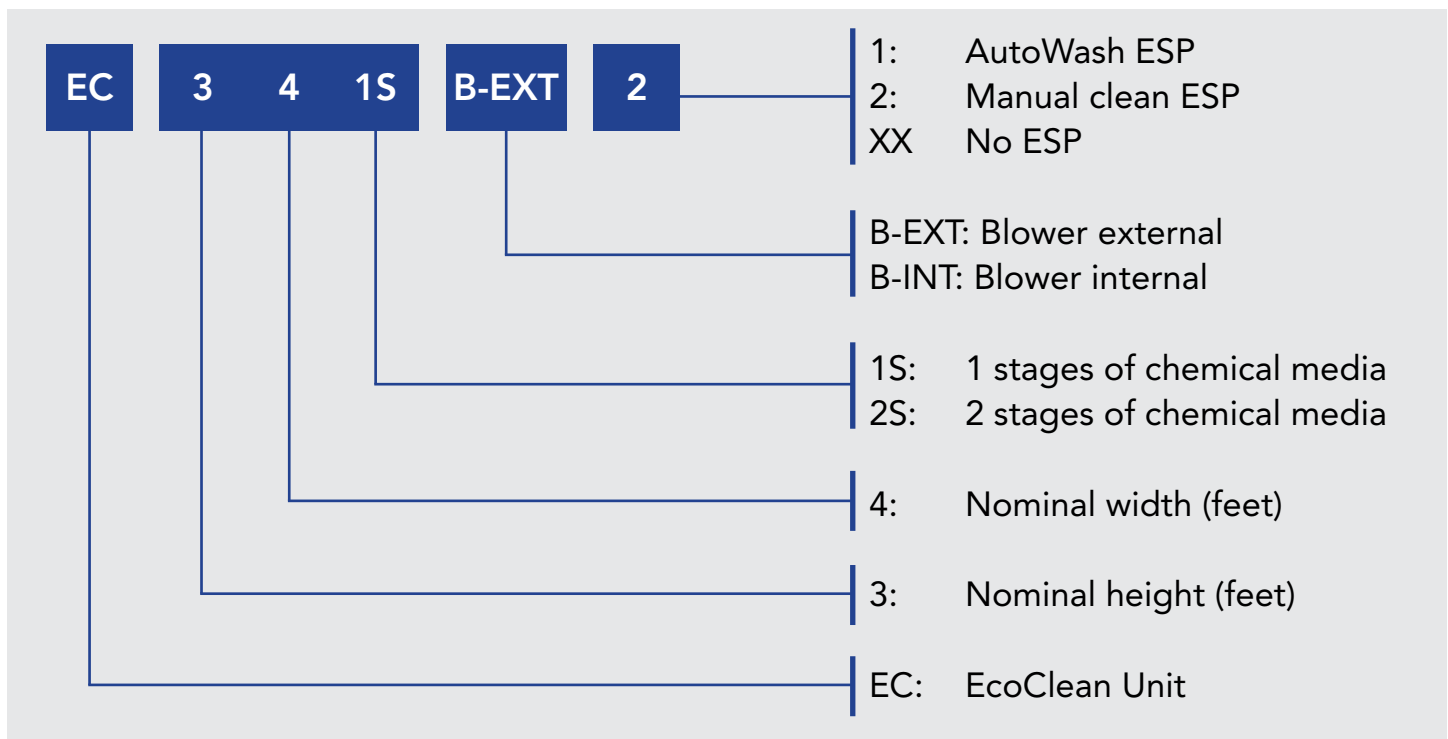 EC 3 4 1S B-EXT 2
1: AutoWash ESP
2: Manual clean ESP
XX No ESP
B-EXT: Blower external
B-INT: Blower internal
1S: 1 stages of chemical media
2S: 2 stages of chemical media
4: Nominal width (feet)
3: Nominal height (feet)
EC: EcoClean Unit